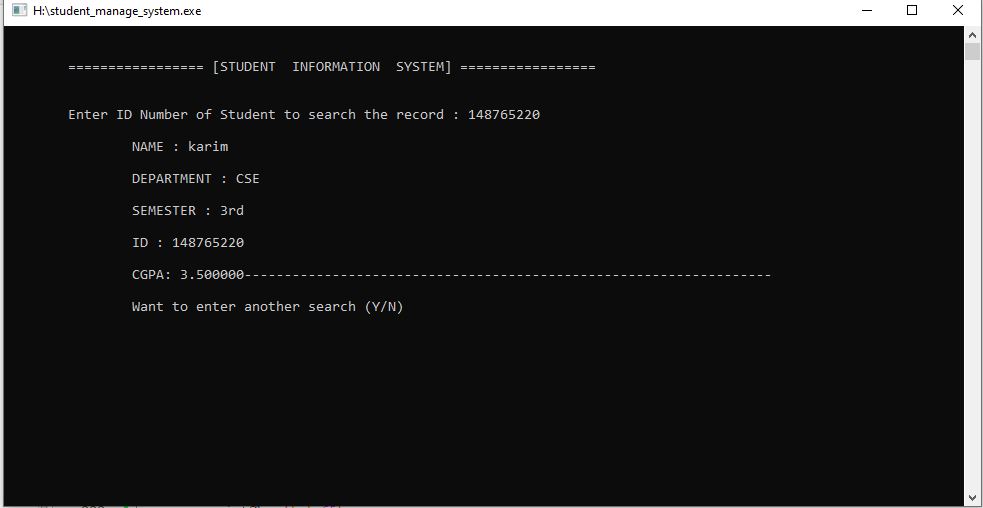 H:\student_manage_system.exe
================= [STUDENT  INFORMATION  SYSTEM] =================
Enter ID Number of Student to search the record : 148765220
NAME : karim
DEPARTMENT : CSE
SEMESTER : 3rd
ID : 148765220
CGPA: 3.500000------------------------------------------------------------------
Want to enter another search (Y/N)